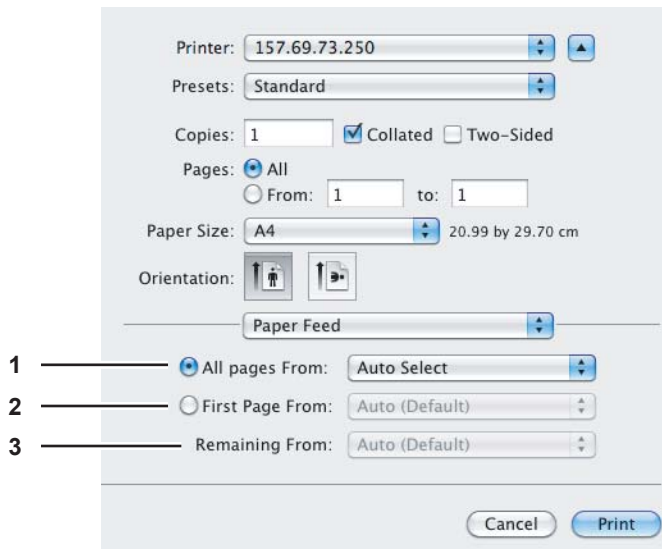 Printer: 157.69.73.250
Presets: Standard
Copies: 1 Collated Two-Sided
Pages: All
From: 1 to: 1
Paper Size: A4 20.99 by 29.70 cm
Orientation:
Paper Feed
1 All pages From: Auto Select
2 First Page From: Auto (Default)
3 Remaining From: Auto (Default)
Cancel Print